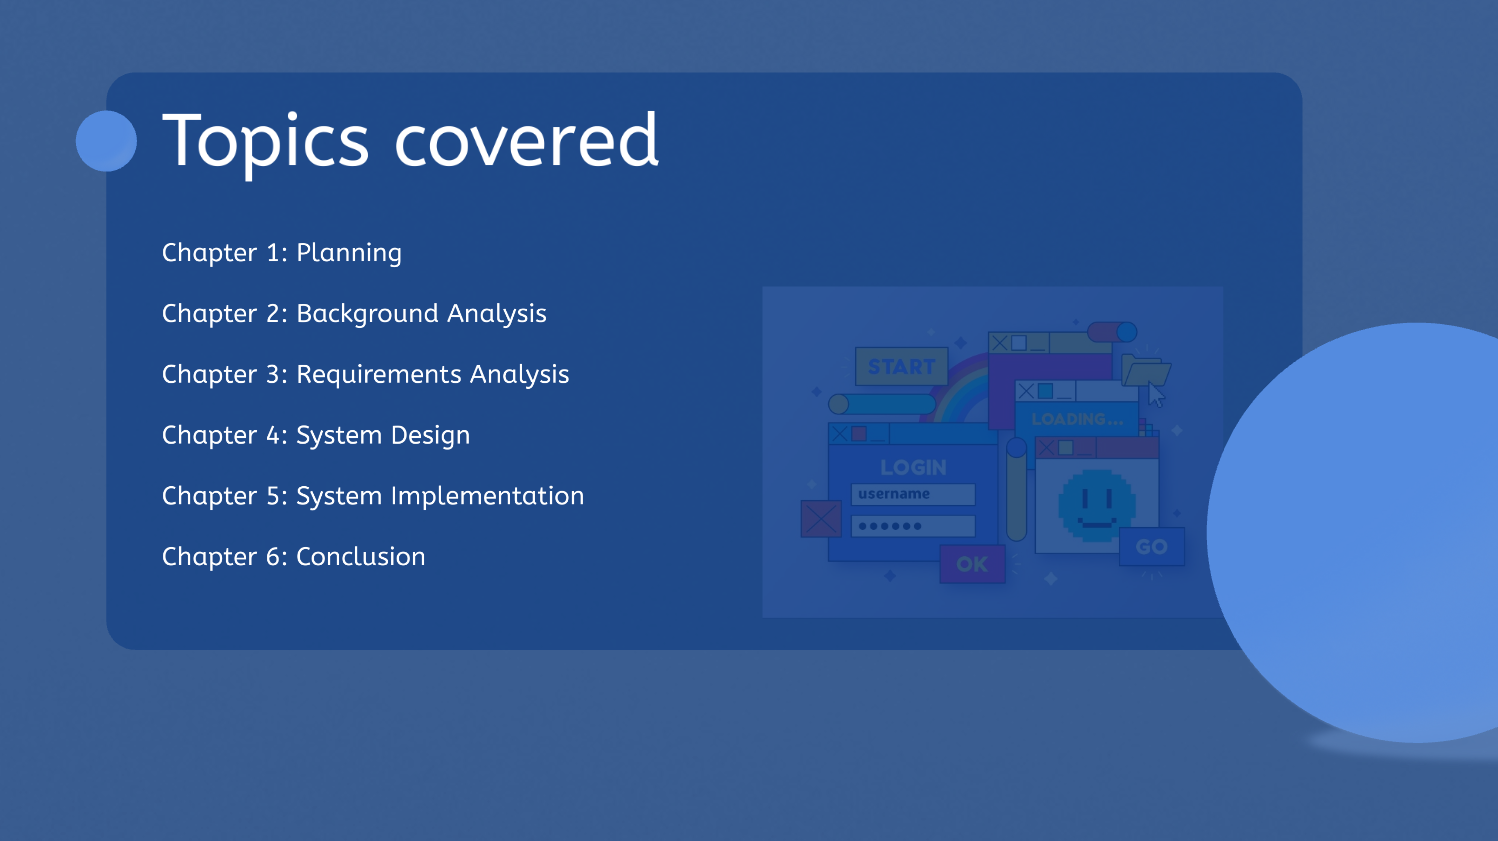 Topics covered
Chapter 1: Planning
Chapter 2: Background Analysis
Chapter 3: Requirements Analysis
Chapter 4: System Design
Chapter 5: System Implementation
Chapter 6: Conclusion
START
LOADING...
LOGIN
username
OK
GO